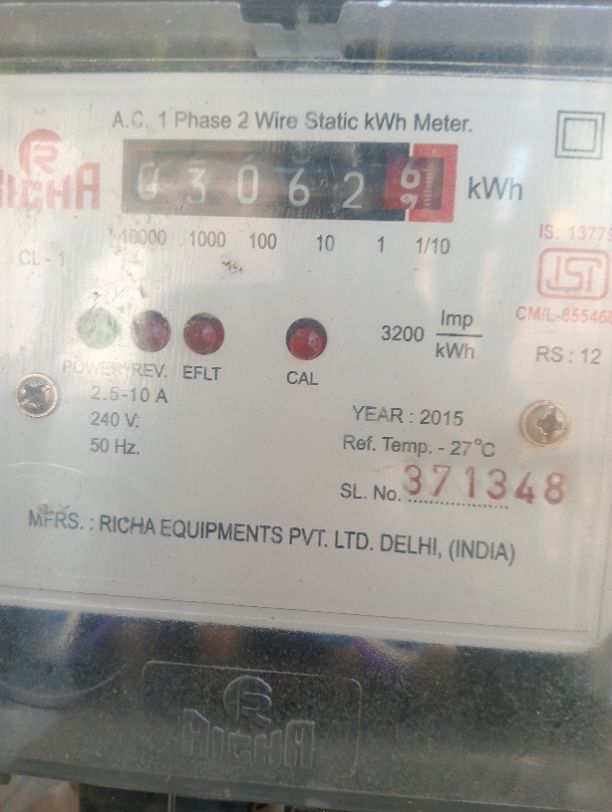 A.C. 1 Phase 2 Wire Static kWh Meter.
RICHA
0 3 0 6 2 kWh
10000 1000 100 10 1 1/10
CL - 1
IS : 13775
ISI
CM/L-855468
3200 Imp
kWh
RS : 12
POWER REV. EFLT CAL
2.5-10 A
240 V.
50 Hz.
YEAR : 2015
Ref. Temp. - 27°C
SL. No. 371348
MFRS. : RICHA EQUIPMENTS PVT. LTD. DELHI, (INDIA)
RICHA